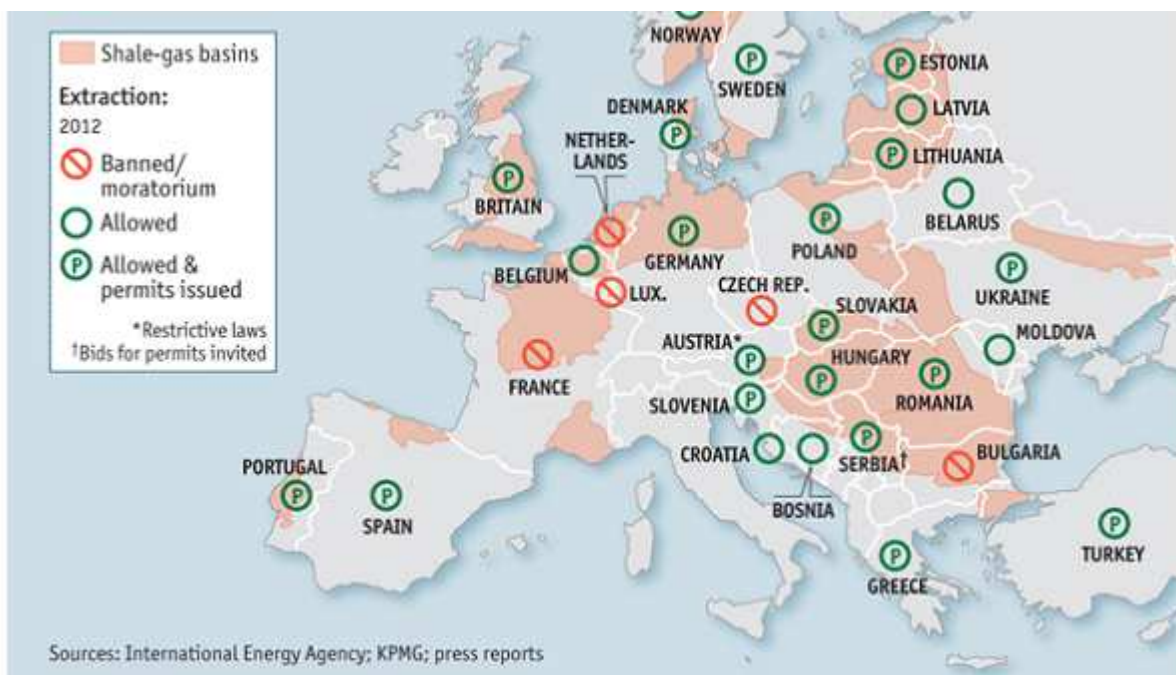 Shale-gas basins
Extraction:
2012
Banned/
moratorium
Allowed
P
Allowed &
permits issued
*Restrictive laws
†Bids for permits invited
NORWAY
P
SWEDEN
P
ESTONIA
LATVIA
DENMARK
P
NETHER-
LANDS
P
LITHUANIA
P
BRITAIN
BELARUS
P
POLAND
P
GERMANY
BELGIUM
LUX.
CZECH REP.
P
UKRAINE
P
SLOVAKIA
MOLDOVA
AUSTRIA*
P
P
HUNGARY
P
ROMANIA
FRANCE
SLOVENIA
P
CROATIA
BOSNIA
P
SERBIA†
BULGARIA
PORTUGAL
P
P
SPAIN
P
GREECE
P
TURKEY
Sources: International Energy Agency; KPMG; press reports